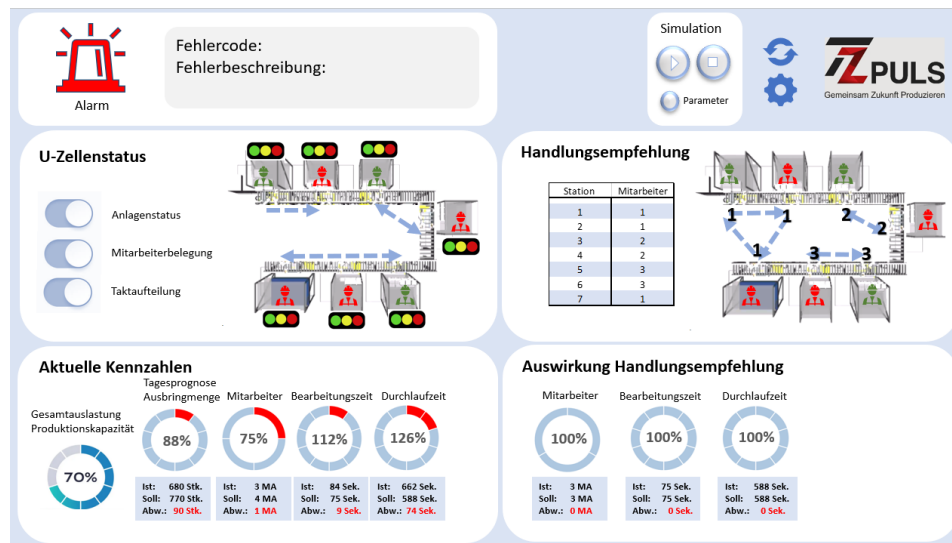 Alarm
Fehlercode:
Fehlerbeschreibung:
Simulation
Parameter
TZ PULS
Gemeinsam Zukunft Produzieren
U-Zellenstatus
Anlagenstatus
Mitarbeiterbelegung
Taktaufteilung
Handlungsempfehlung
Station Mitarbeiter
1 1
2 1
3 2
4 2
5 3
6 3
7 1
1 1 2
2
1 3 3
Aktuelle Kennzahlen
Gesamtauslastung
Produktionskapazität
70%
Tagesprognose
Ausbringmenge
88%
Ist: 680 Stk.
Soll: 770 Stk.
Abw.: 90 Stk.
Mitarbeiter
75%
Ist: 3 MA
Soll: 4 MA
Abw.: 1 MA
Bearbeitungszeit
112%
Ist: 84 Sek.
Soll: 75 Sek.
Abw.: 9 Sek.
Durchlaufzeit
126%
Ist: 662 Sek.
Soll: 588 Sek.
Abw.: 74 Sek.
Auswirkung Handlungsempfehlung
Mitarbeiter
100%
Ist: 3 MA
Soll: 3 MA
Abw.: 0 MA
Bearbeitungszeit
100%
Ist: 75 Sek.
Soll: 75 Sek.
Abw.: 0 Sek.
Durchlaufzeit
100%
Ist: 588 Sek.
Soll: 588 Sek.
Abw.: 0 Sek.